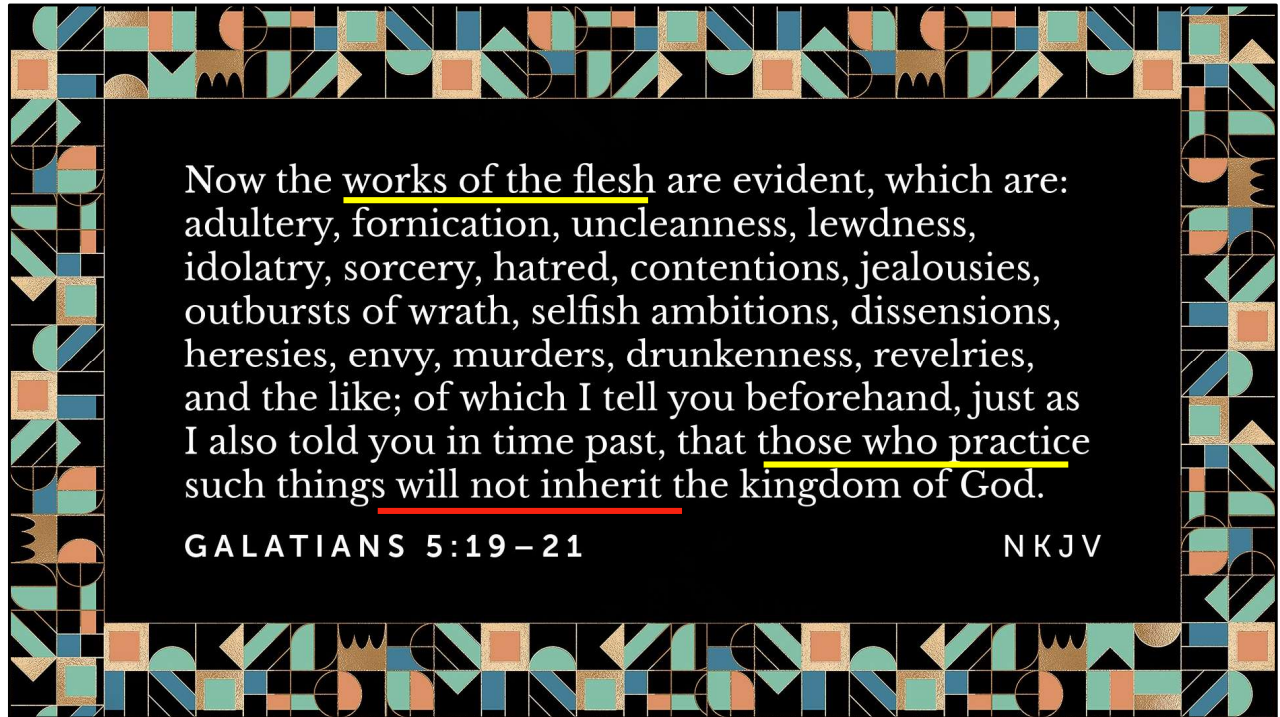 Now the works of the flesh are evident, which are:
adultery, fornication, uncleanness, lewdness,
idolatry, sorcery, hatred, contentions, jealousies,
outbursts of wrath, selfish ambitions, dissensions,
heresies, envy, murders, drunkenness, revelries,
and the like; of which I tell you beforehand, just as
I also told you in time past, that those who practice
such things will not inherit the kingdom of God.
GALATIANS 5:19–21 NKJV